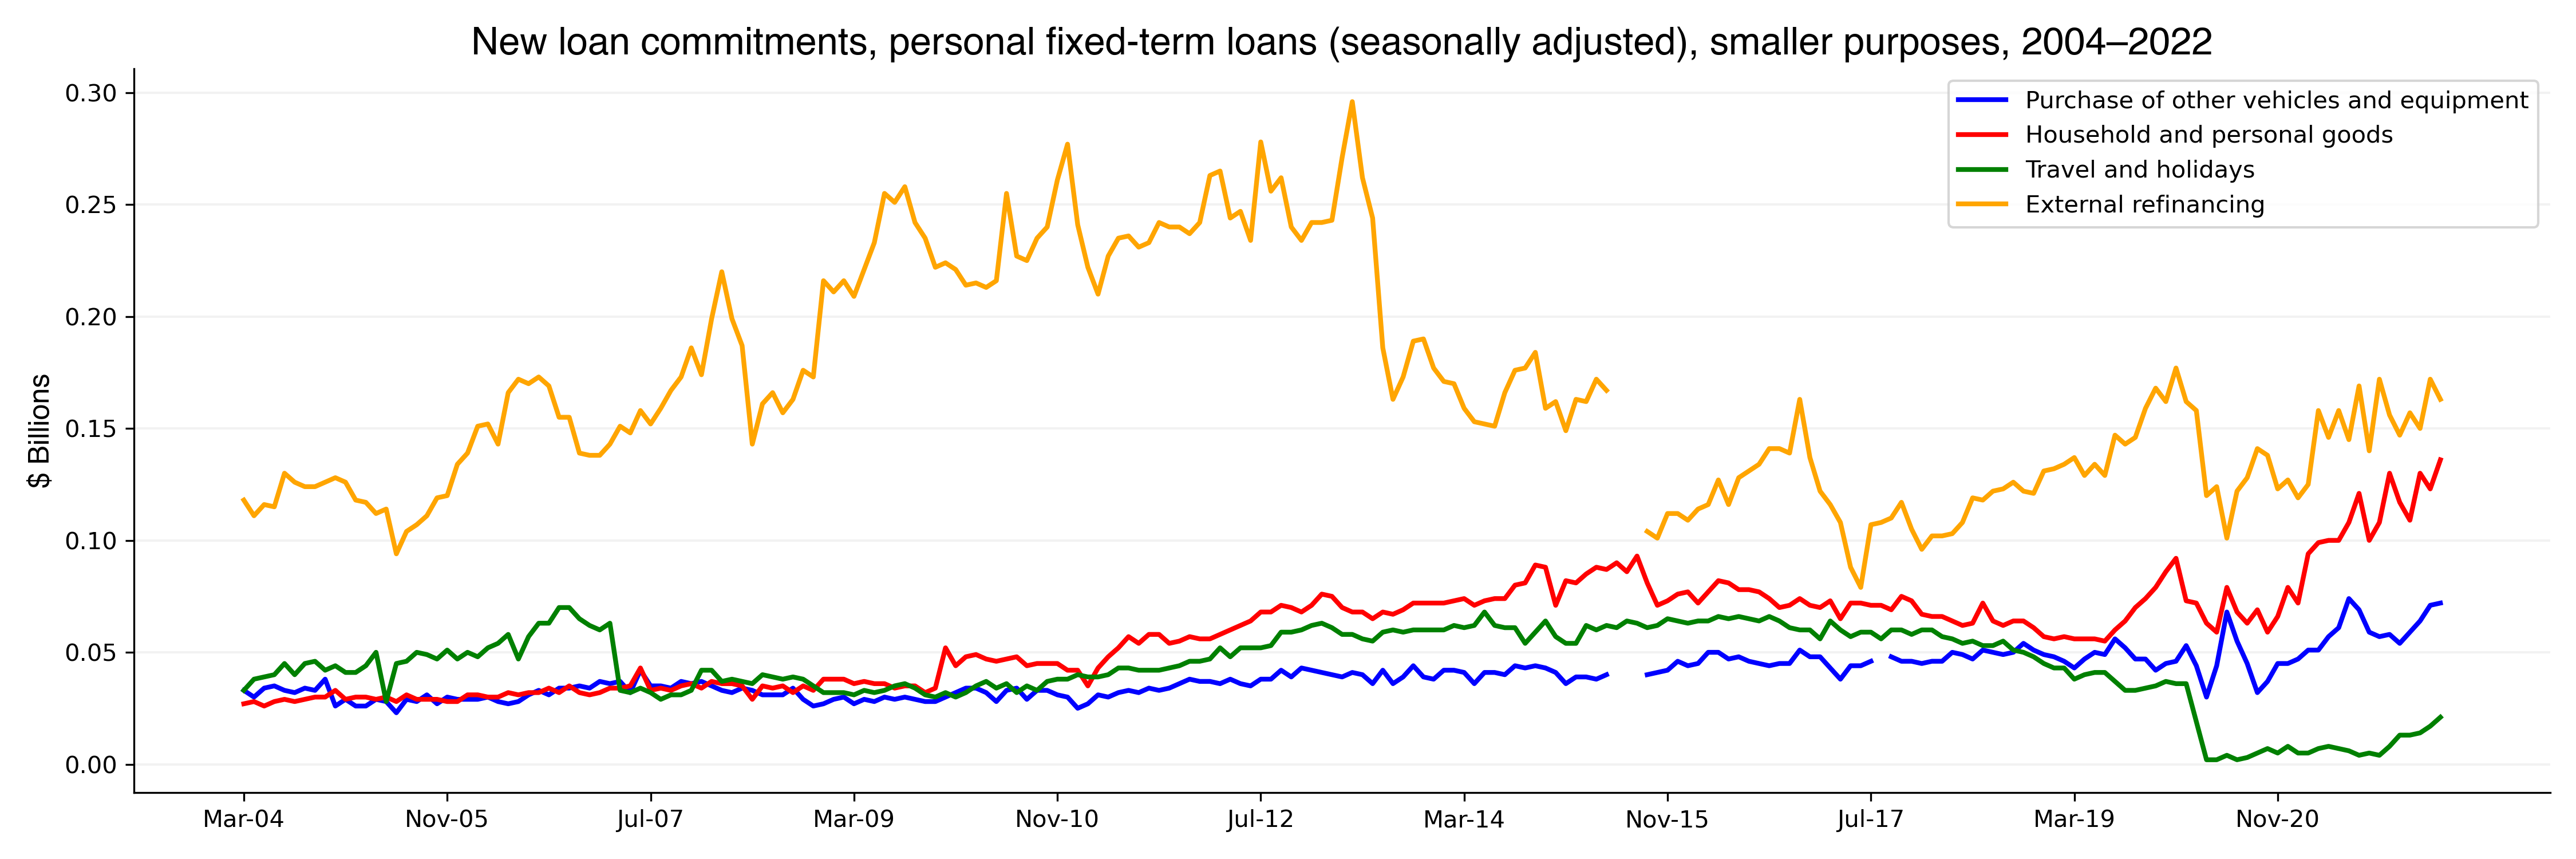 New loan commitments, personal fixed-term loans (seasonally adjusted), smaller purposes, 2004–2022
$ Billions
0.30
0.25
0.20
0.15
0.10
0.05
0.00
Purchase of other vehicles and equipment
Household and personal goods
Travel and holidays
External refinancing
Mar-04 Nov-05 Jul-07 Mar-09 Nov-10 Jul-12 Mar-14 Nov-15 Jul-17 Mar-19 Nov-20